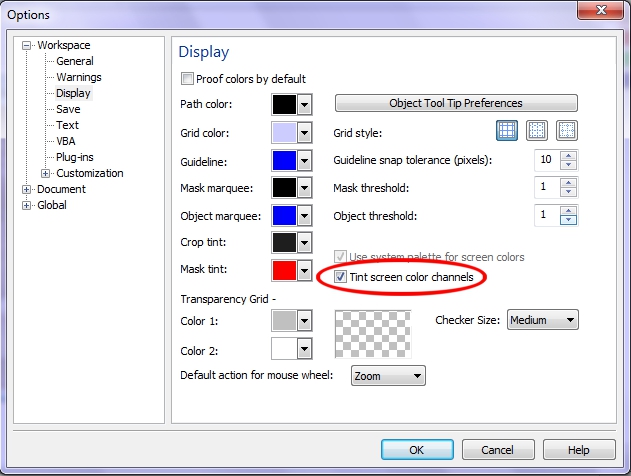 Options
Workspace
General
Warnings
Display
Save
Text
VBA
Plug-ins
Customization
Document
Global
Display
Proof colors by default
Path color:
Object Tool Tip Preferences
Grid color:
Grid style:
Guideline:
Guideline snap tolerance (pixels):
10
Mask marquee:
Mask threshold:
1
Object marquee:
Object threshold:
1
Crop tint:
Use system palette for screen colors
Mask tint:
Tint screen color channels
Transparency Grid -
Color 1:
Checker Size:
Medium
Color 2:
Default action for mouse wheel:
Zoom
OK
Cancel
Help